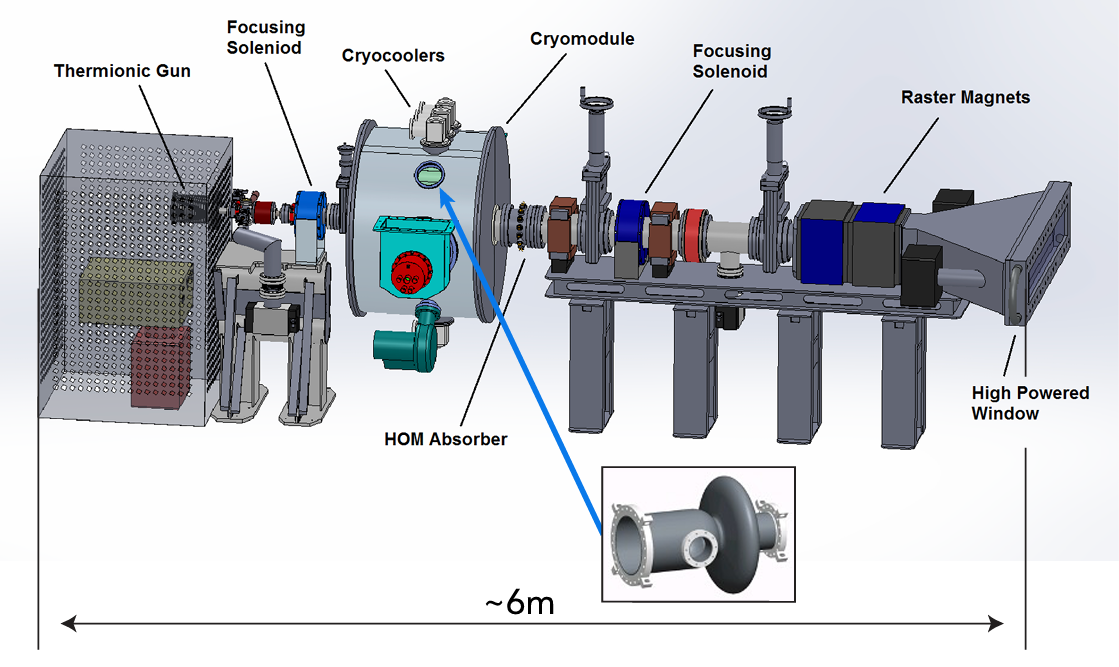 Focusing
Soleniod
Thermionic Gun
Cryocoolers
Cryomodule
Focusing
Solenoid
Raster Magnets
HOM Absorber
High Powered
Window
~6m